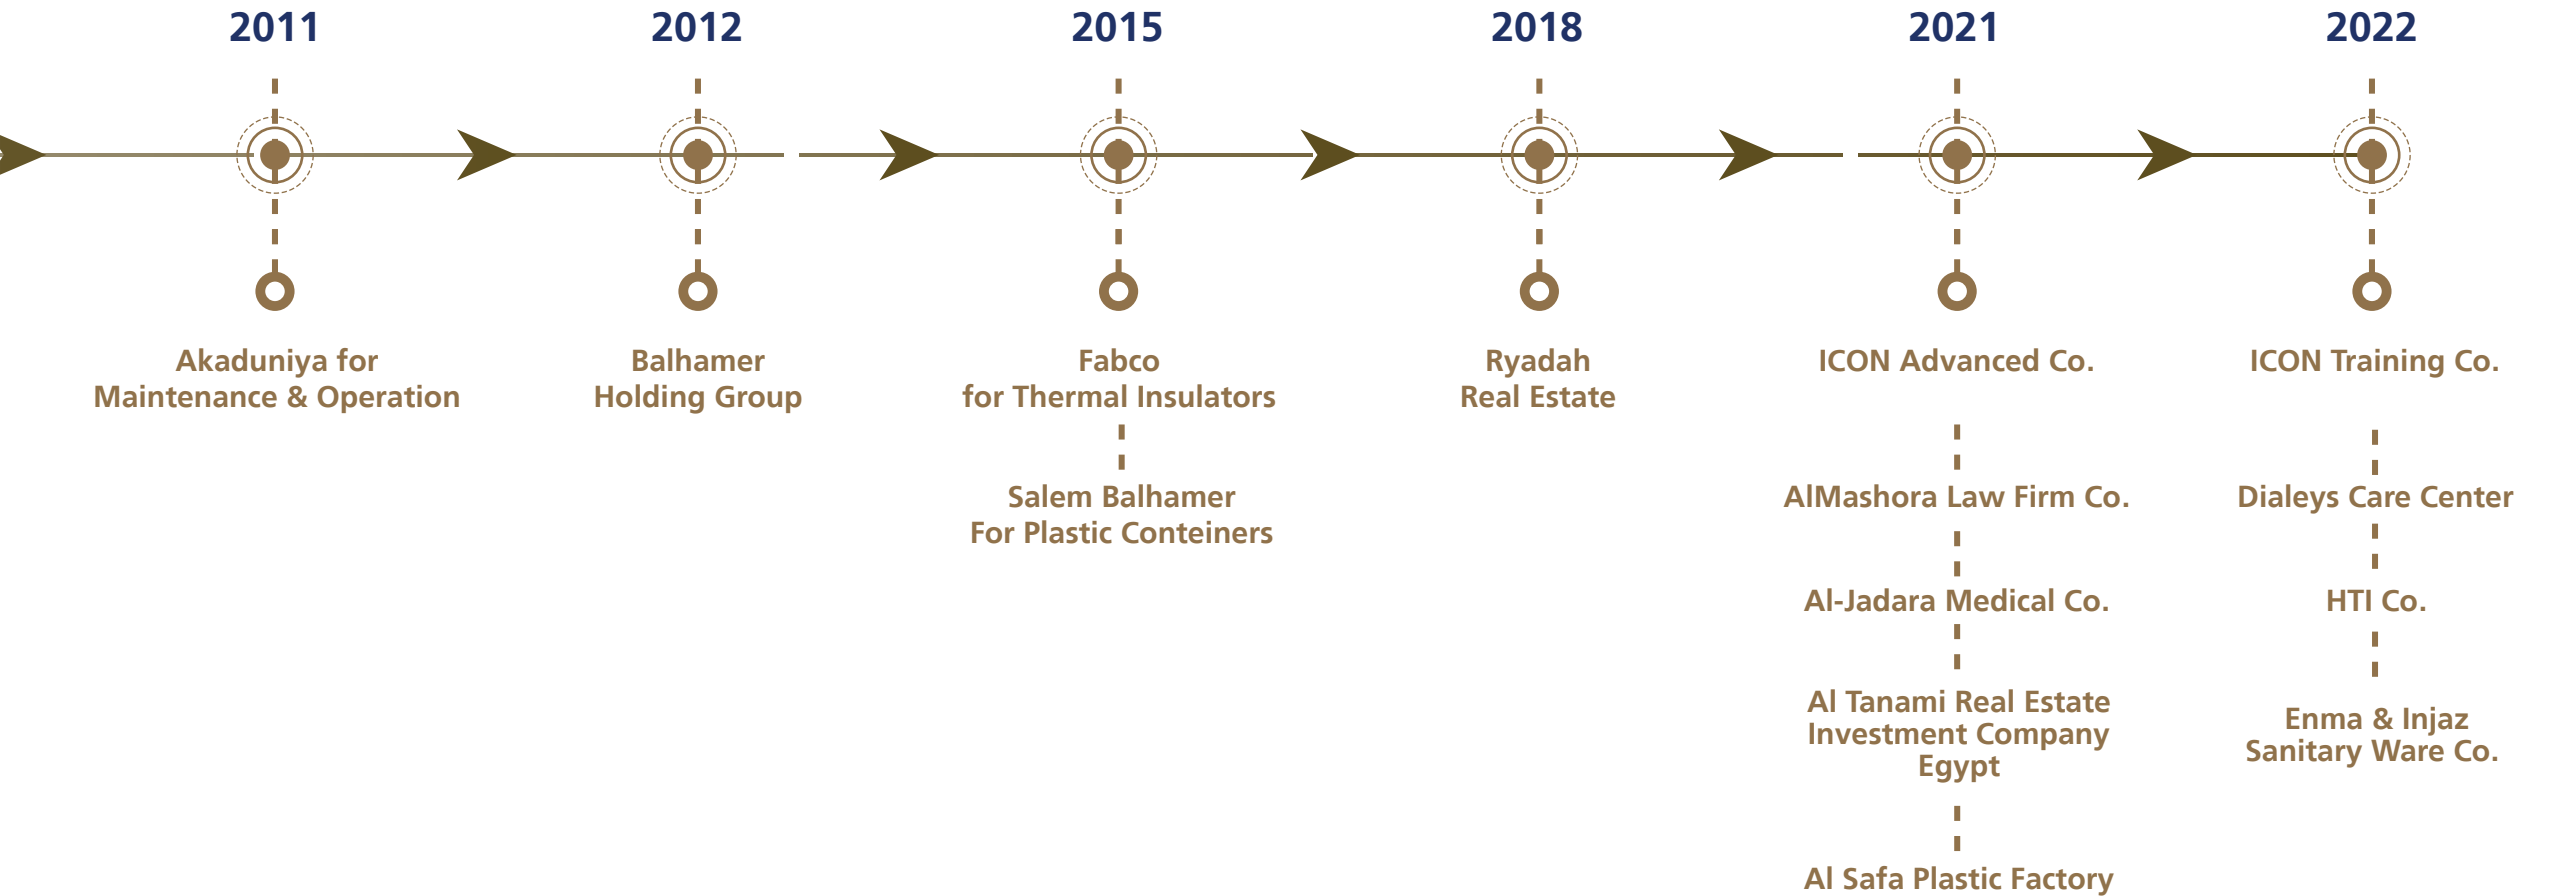 2011
Akaduniya for
Maintenance & Operation
2012
Balhamer
Holding Group
2015
Fabco
for Thermal Insulators
Salem Balhamer
For Plastic Conteiners
2018
Ryadah
Real Estate
2021
ICON Advanced Co.
AlMashora Law Firm Co.
Al-Jadara Medical Co.
Al Tanami Real Estate
Investment Company
Egypt
Al Safa Plastic Factory
2022
ICON Training Co.
Dialeys Care Center
HTI Co.
Enma & Injaz
Sanitary Ware Co.